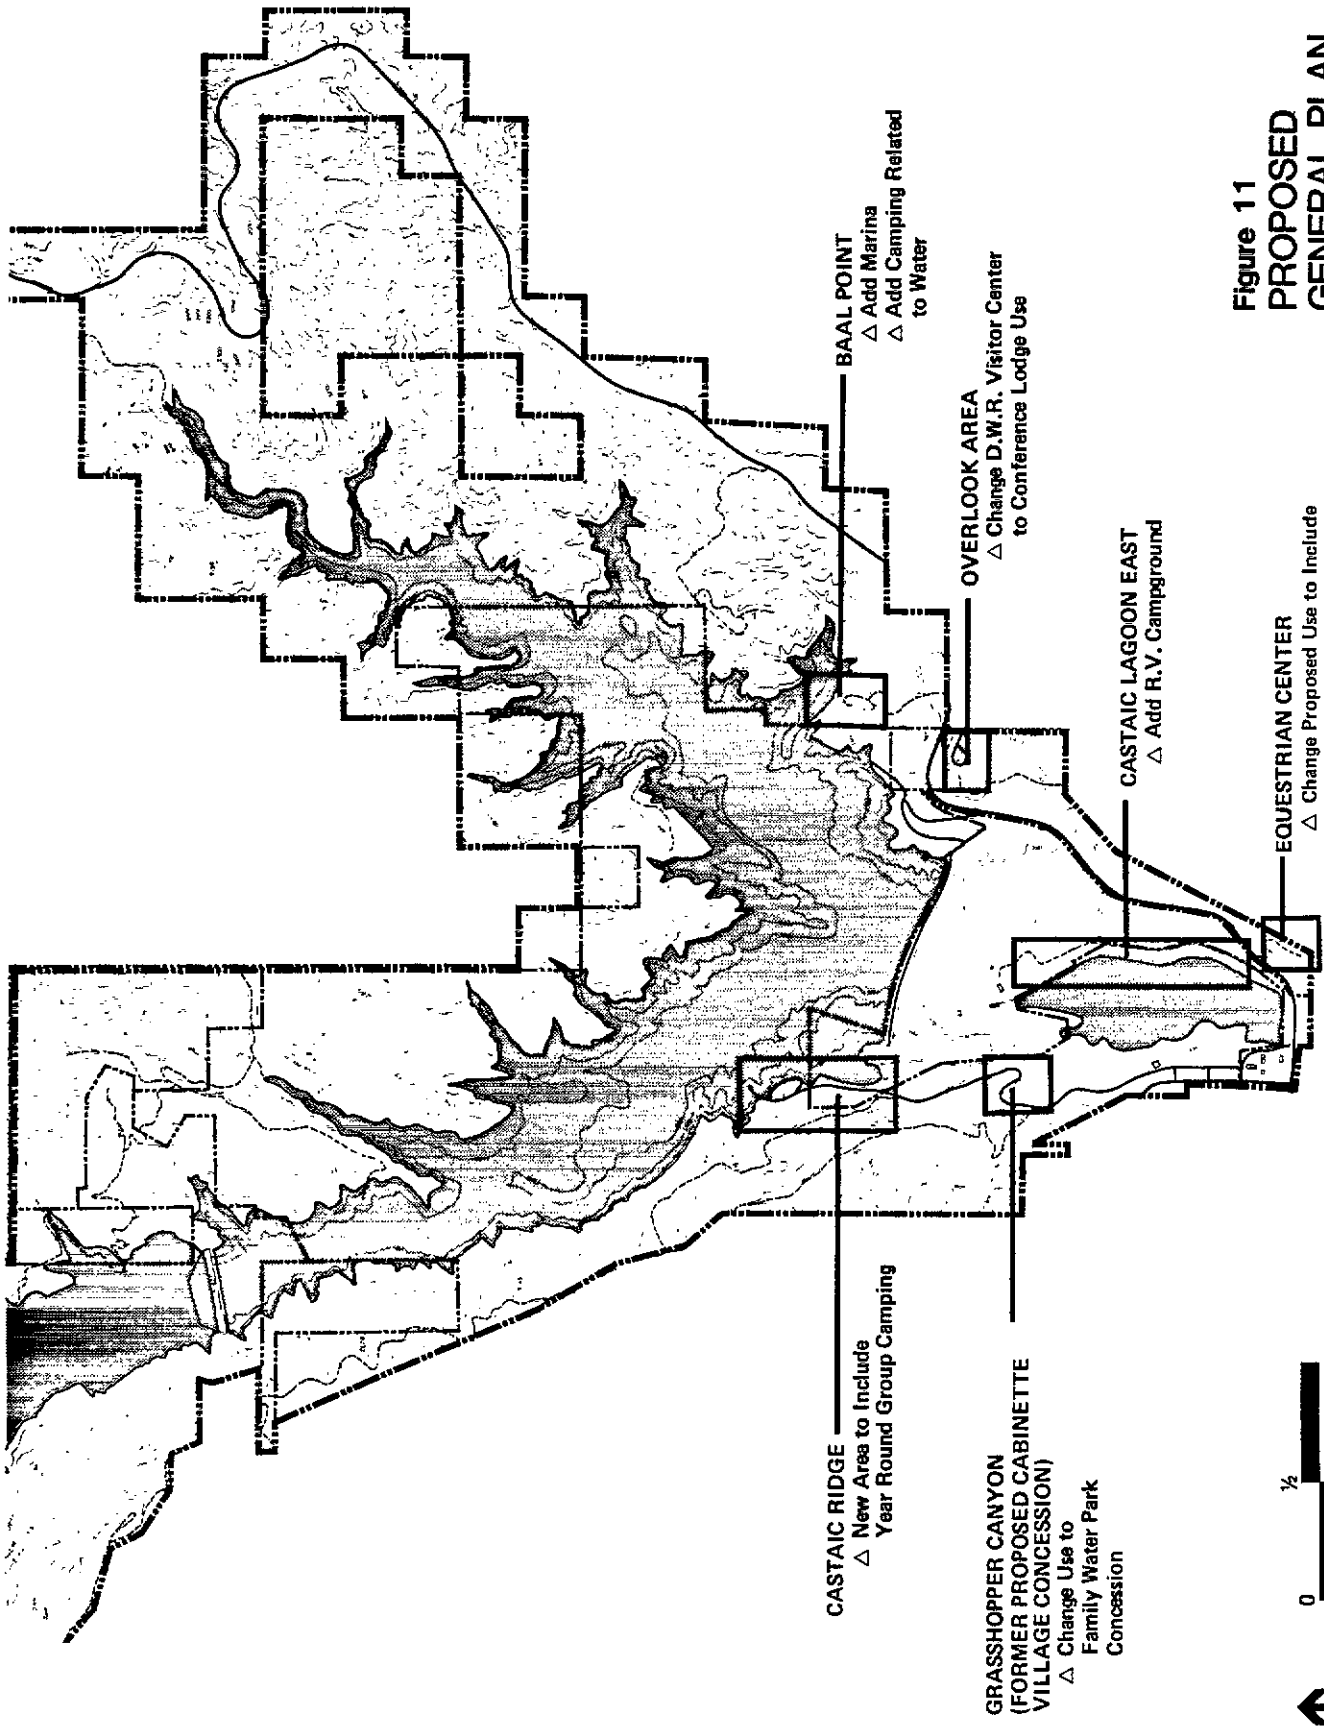 BAAL POINT
△ Add Marina
△ Add Camping Related
to Water
OVERLOOK AREA
△ Change D.W.R. Visitor Center
to Conference Lodge Use
CASTAIC LAGOON EAST
△ Add R.V. Campground
EQUESTRIAN CENTER
△ Change Proposed Use to Include
CASTAIC RIDGE
△ New Area to Include
Year Round Group Camping
GRASSHOPPER CANYON
(FORMER PROPOSED CABINETTE
VILLAGE CONCESSION)
△ Change Use to
Family Water Park
Concession
0
½
Figure 11
PROPOSED
GENERAL PLAN